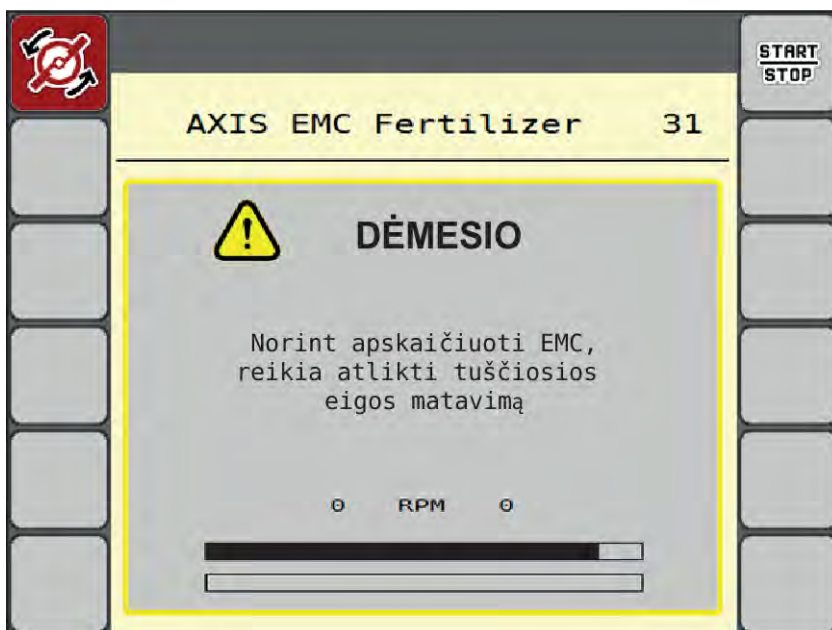 START
STOP
AXIS EMC Fertilizer 31
!
DĖMESIO
Norint apskaičiuoti EMC,
reikia atlikti tuščiosios
eigos matavimą
0 RPM 0